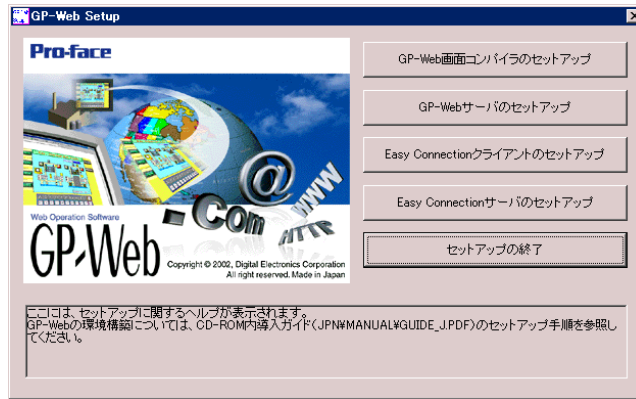 GP-Web Setup
Pro-face
GP-Web画面コンパイラのセットアップ
GP-Webサーバのセットアップ
Easy Connectionクライアントのセットアップ
Easy Connectionサーバのセットアップ
セットアップの終了
@
WWW
.Com
HTTP
Web Operation Software
GP-Web
Copyright © 2002, Digital Electronics Corporation
All right reserved. Made in Japan
ここには、セットアップに関するヘルプが表示されます。
GP-Webの環境構築については、CD-ROM内導入ガイド(JPN¥MANUAL¥GUIDE_J.PDF)のセットアップ手順を参照し
てください。